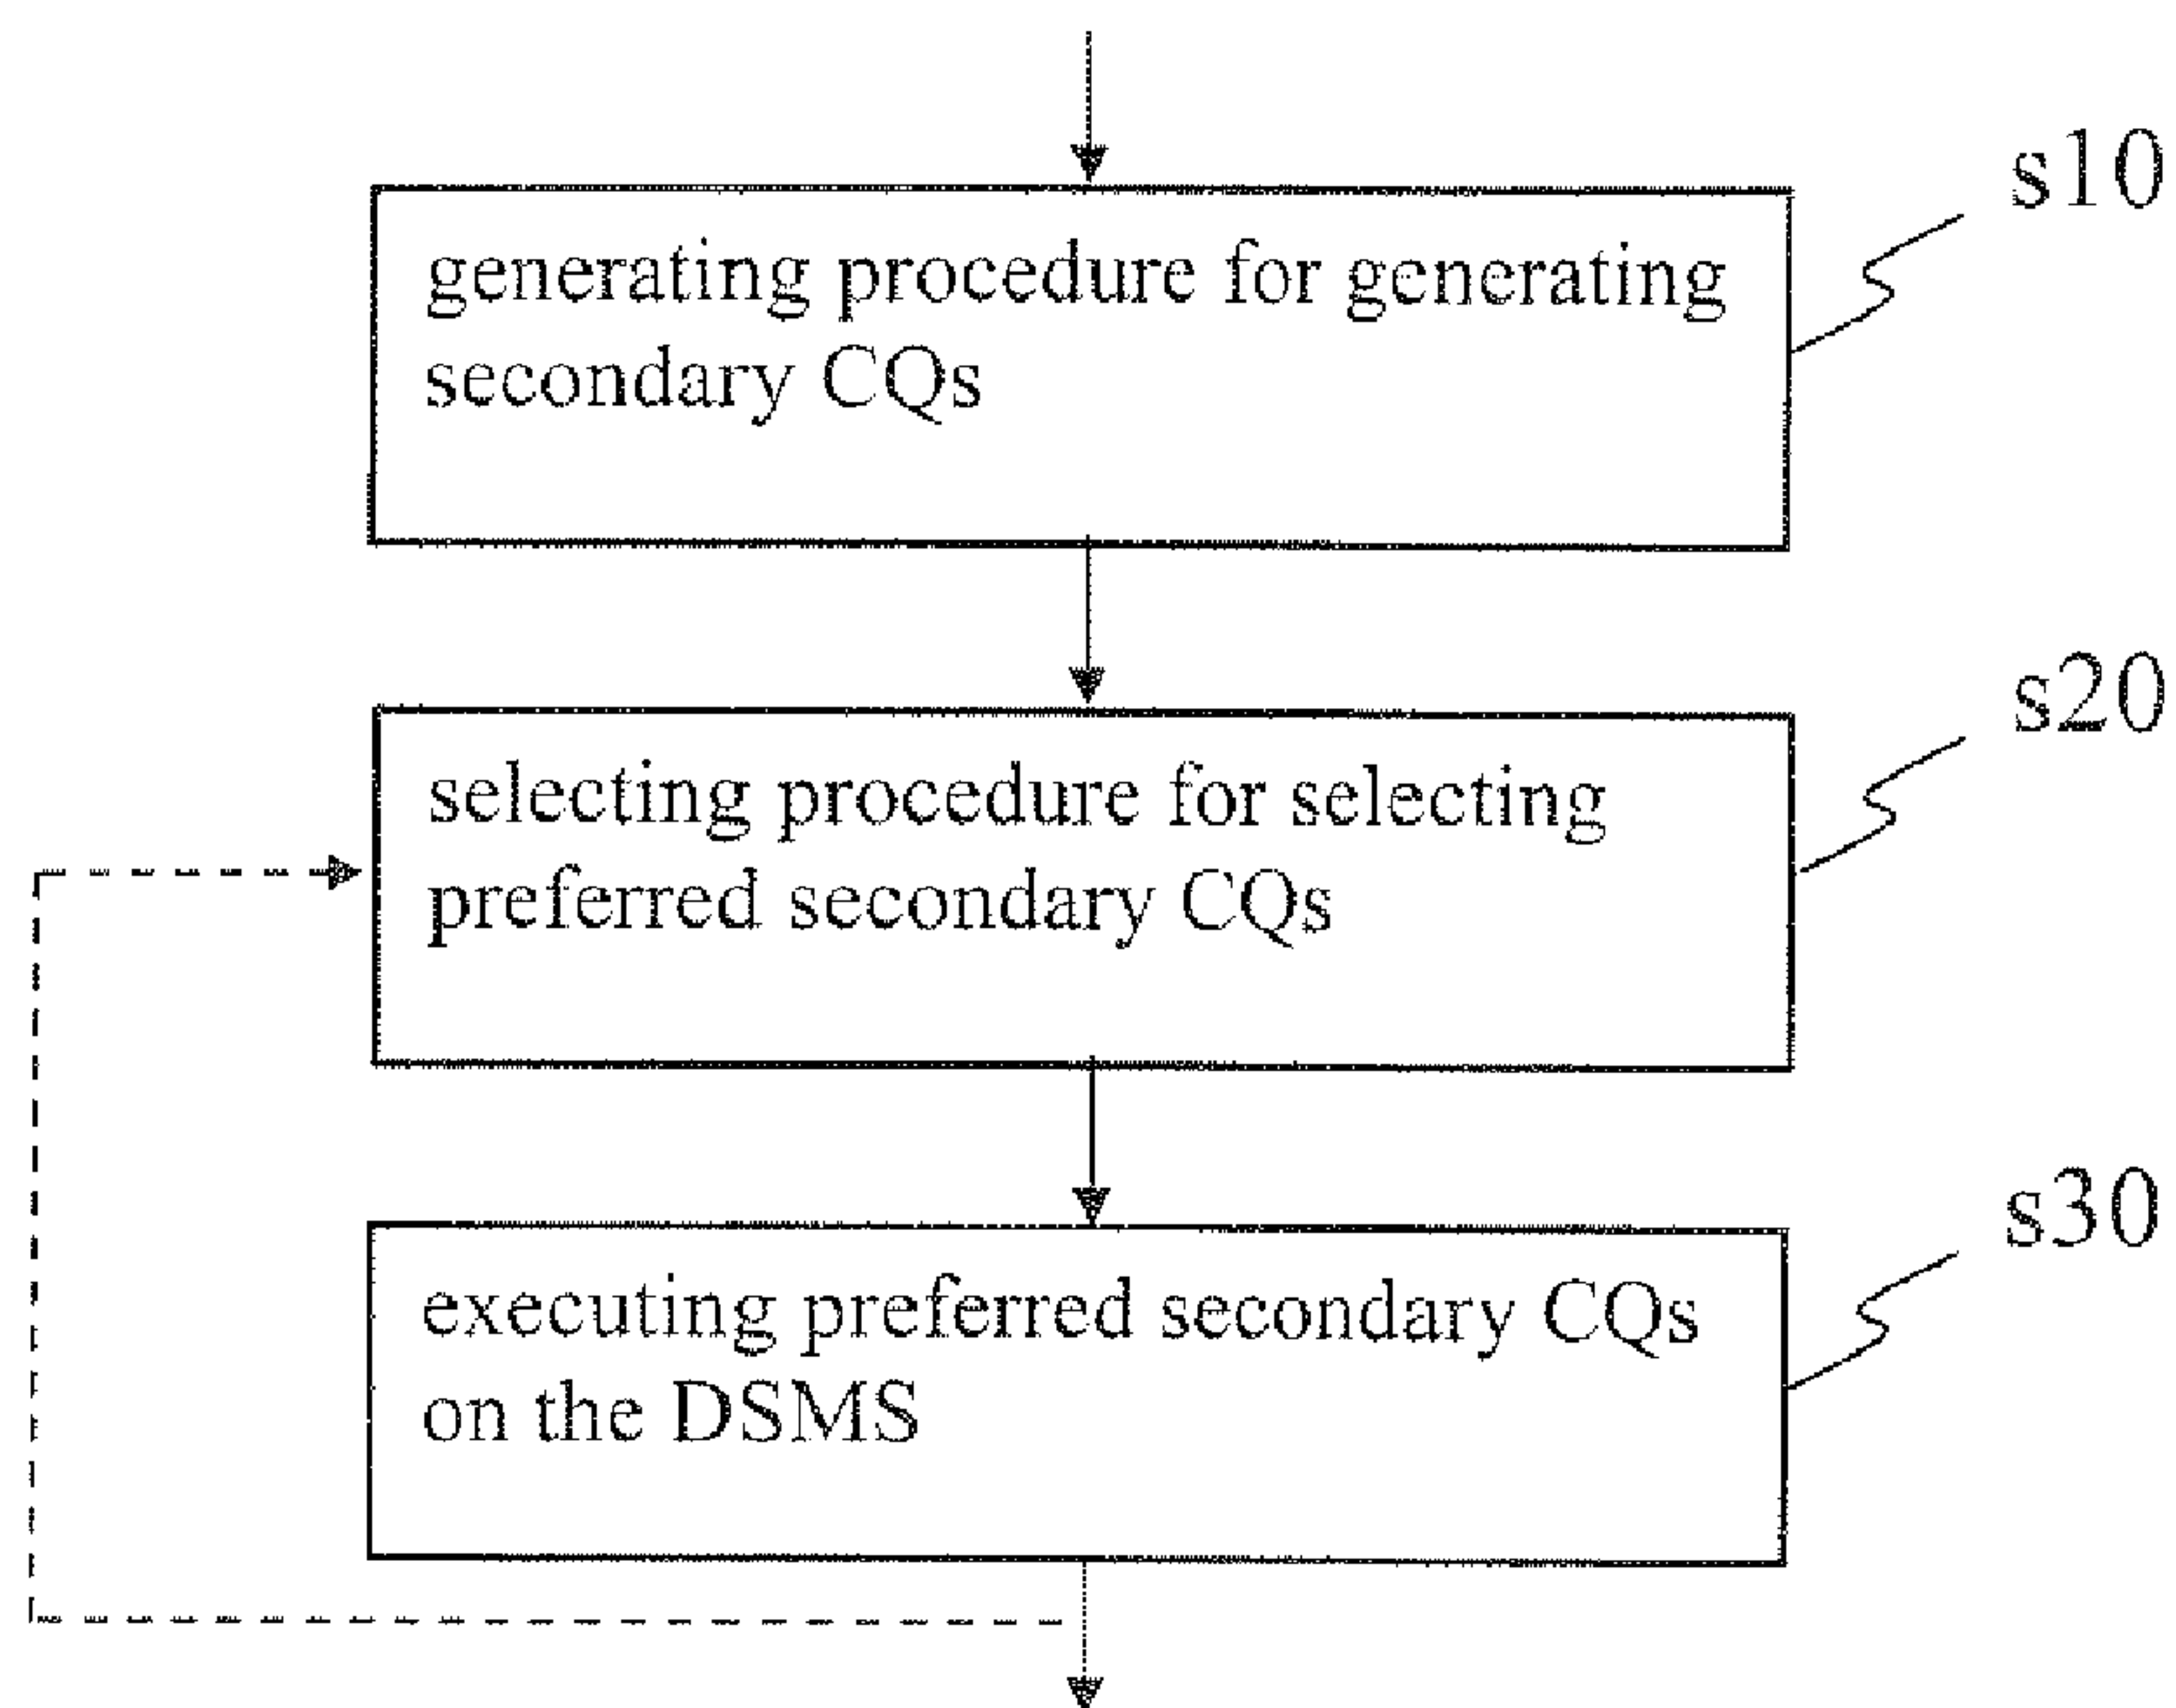 s10
generating procedure for generating
secondary CQs
s20
selecting procedure for selecting
preferred secondary CQs
s30
executing preferred secondary CQs
on the DSMS